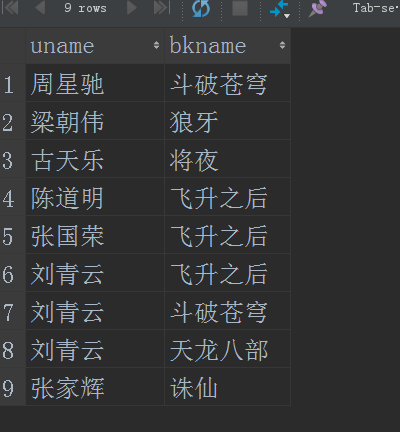 9 rows Tab-se
uname bkname
1 周星驰 斗破苍穹
2 梁朝伟 狼牙
3 古天乐 将夜
4 陈道明 飞升之后
5 张国荣 飞升之后
6 刘青云 飞升之后
7 刘青云 斗破苍穹
8 刘青云 天龙八部
9 张家辉 诛仙